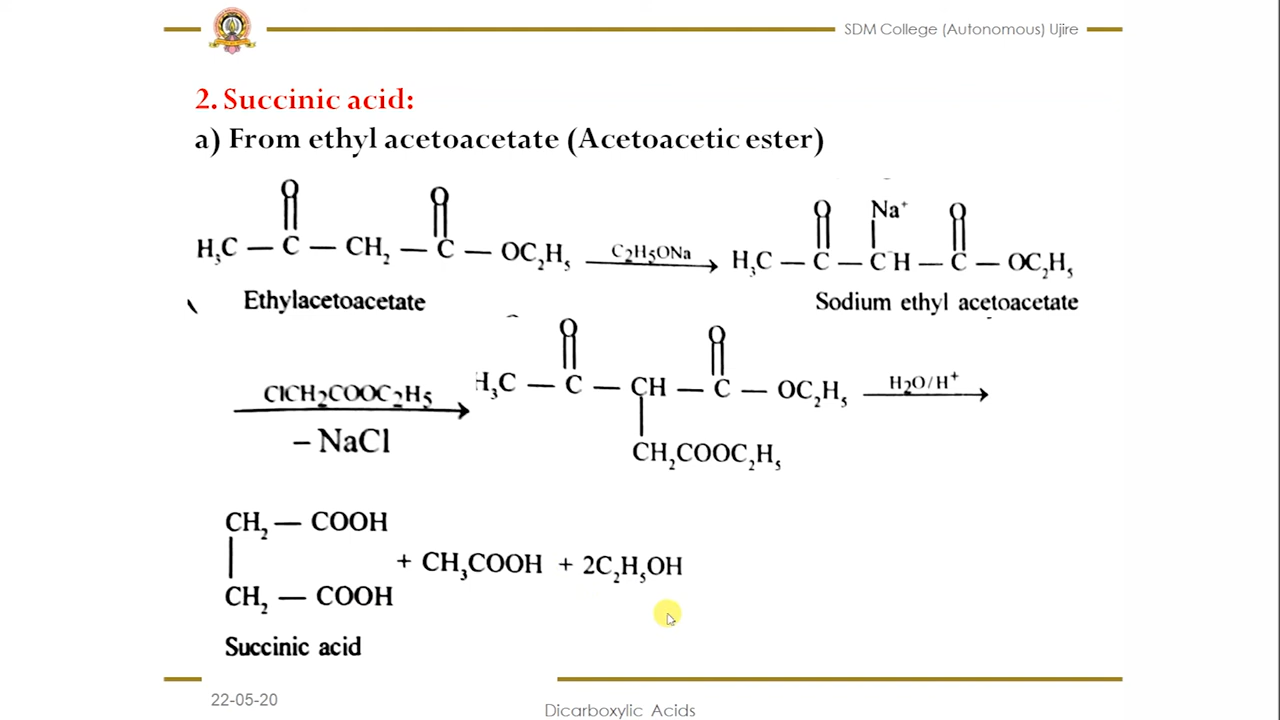 SDM College (Autonomous) Ujire
2. Succinic acid:
a) From ethyl acetoacetate (Acetoacetic ester)
O O
H₃C — C — CH₂ — C — OC₂H₅ C₂H5ONa
Ethylacetoacetate
O Na⁺ O
H₃C — C — C⁻H — C — OC₂H₅
Sodium ethyl acetoacetate
ClCH₂COOC₂H₅
– NaCl
O O
H₃C — C — CH — C — OC₂H₅ H₂O/H⁺
CH₂COOC₂H₅
CH₂ — COOH
+ CH₃COOH + 2C₂H₅OH
CH₂ — COOH
Succinic acid
22-05-20
Dicarboxylic Acids